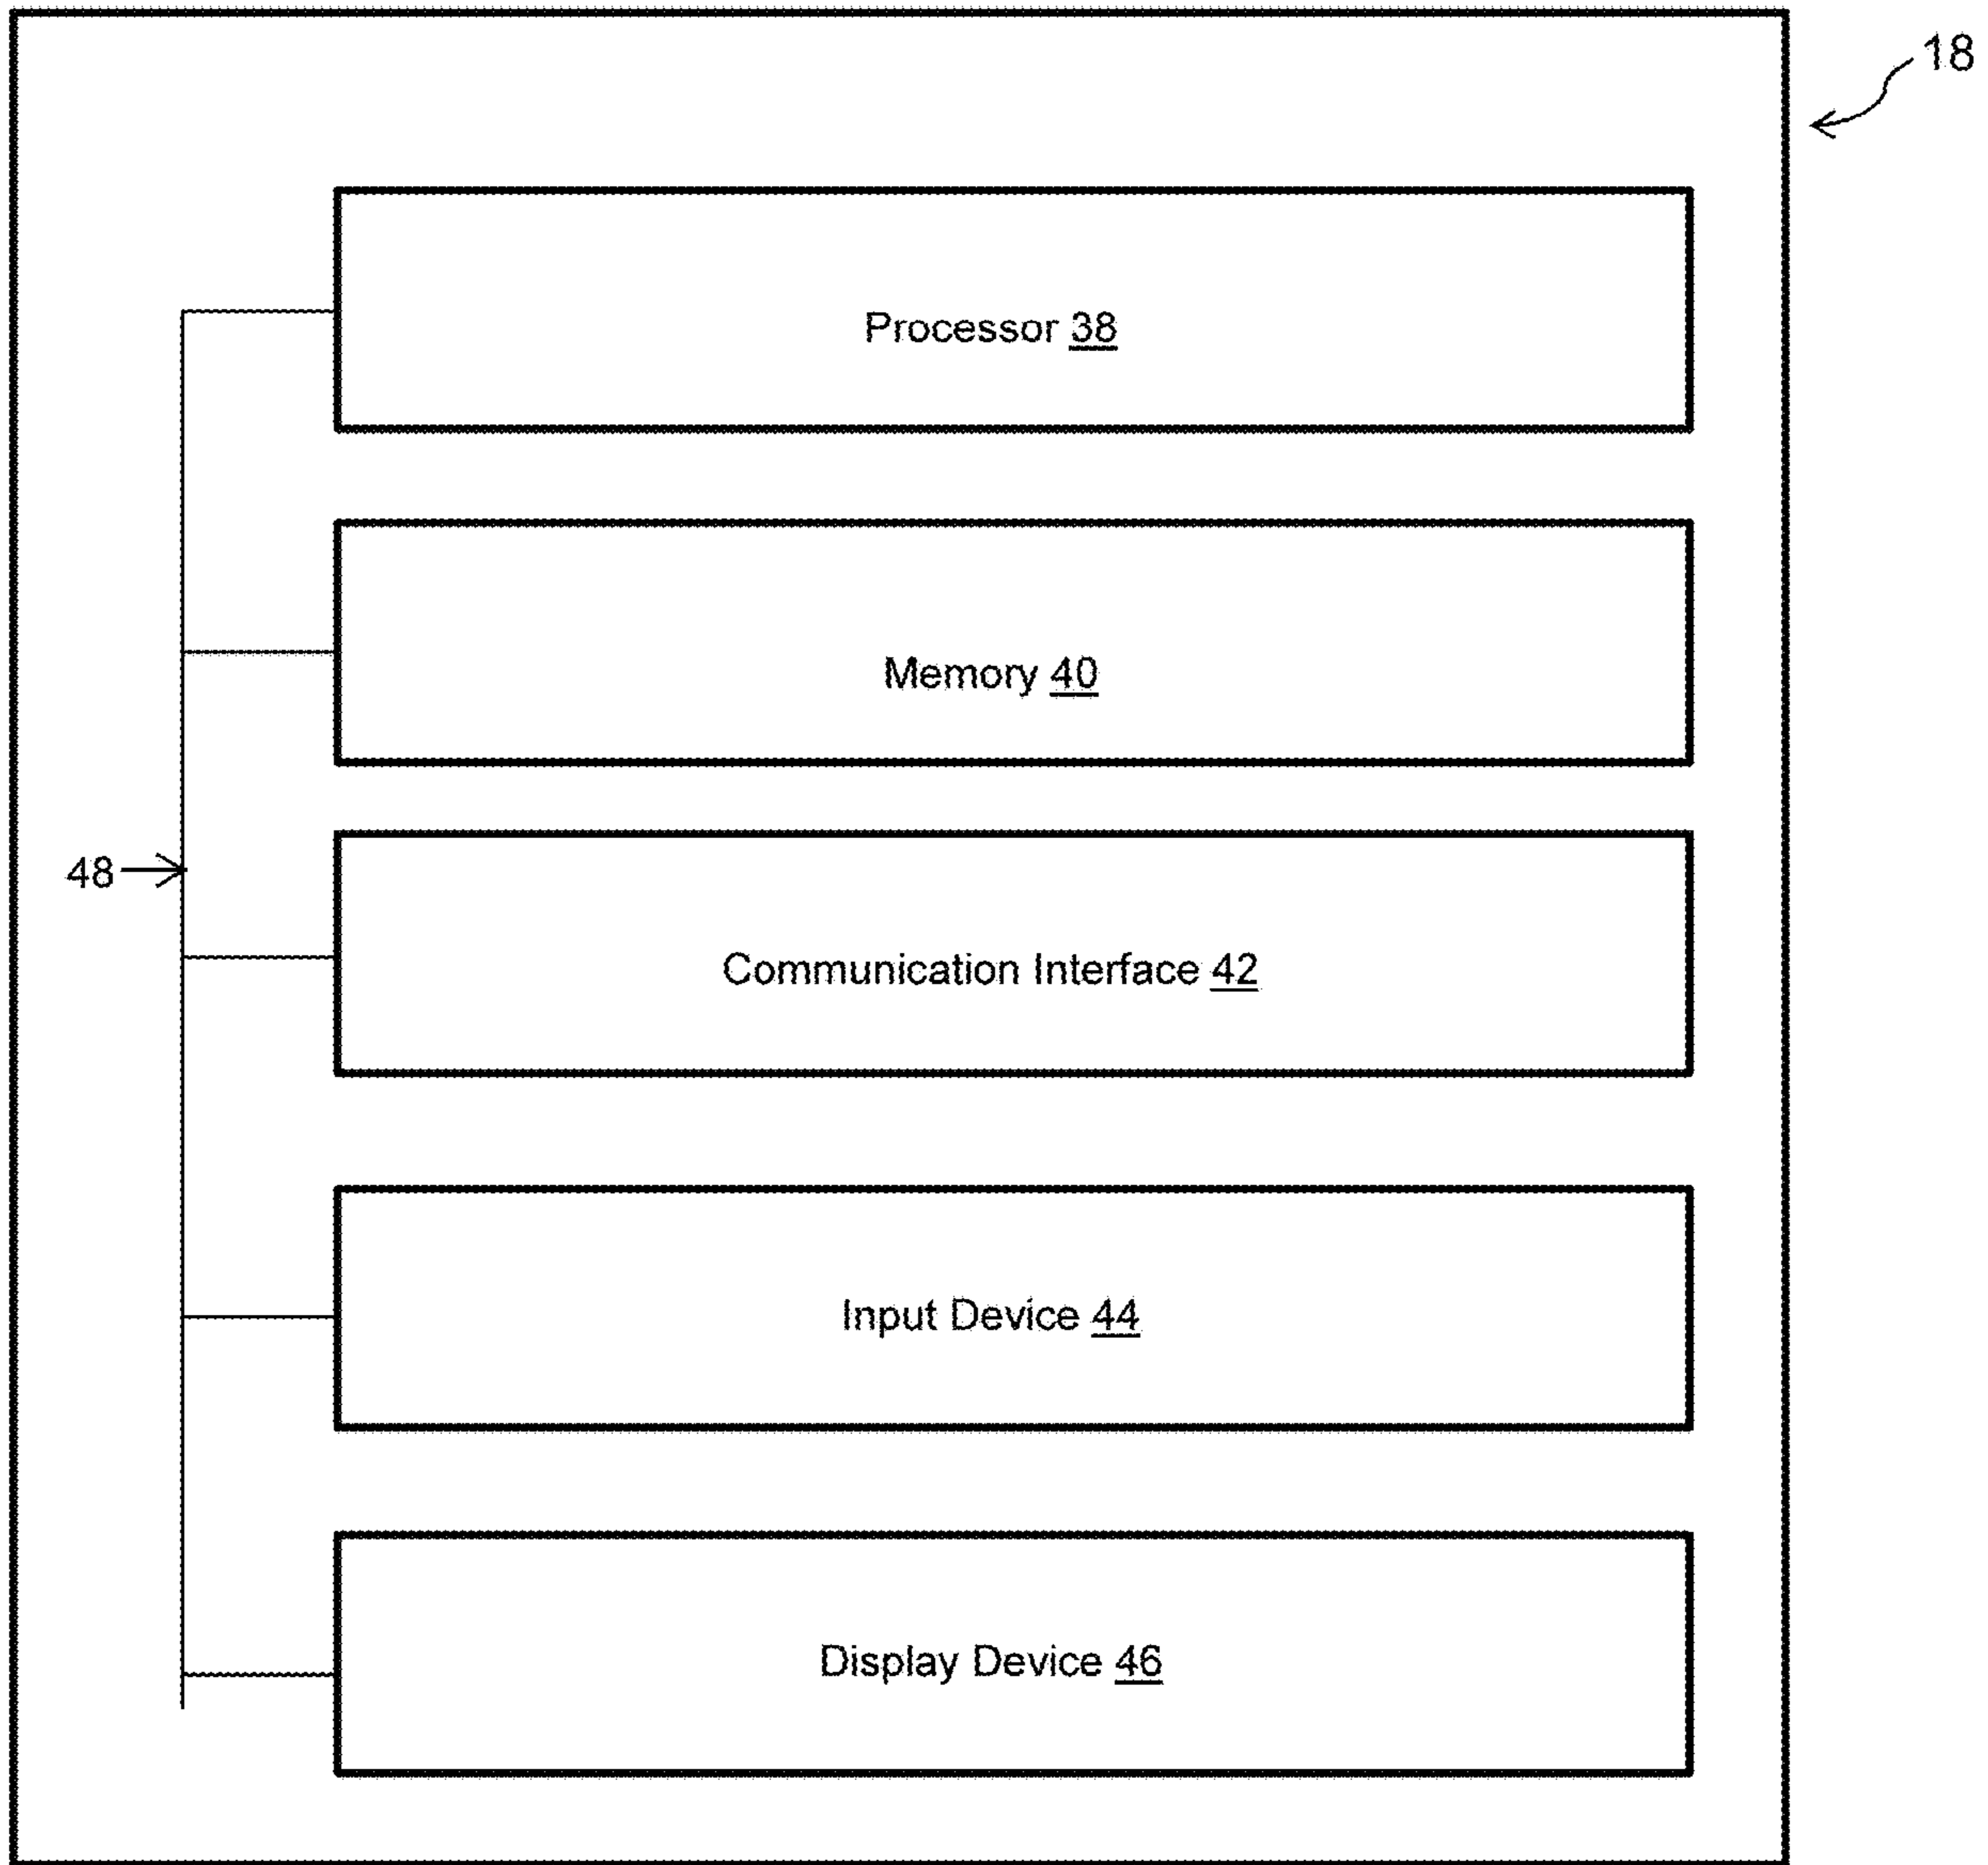 18
Processor 38
Memory 40
48
Communication Interface 42
Input Device 44
Display Device 46